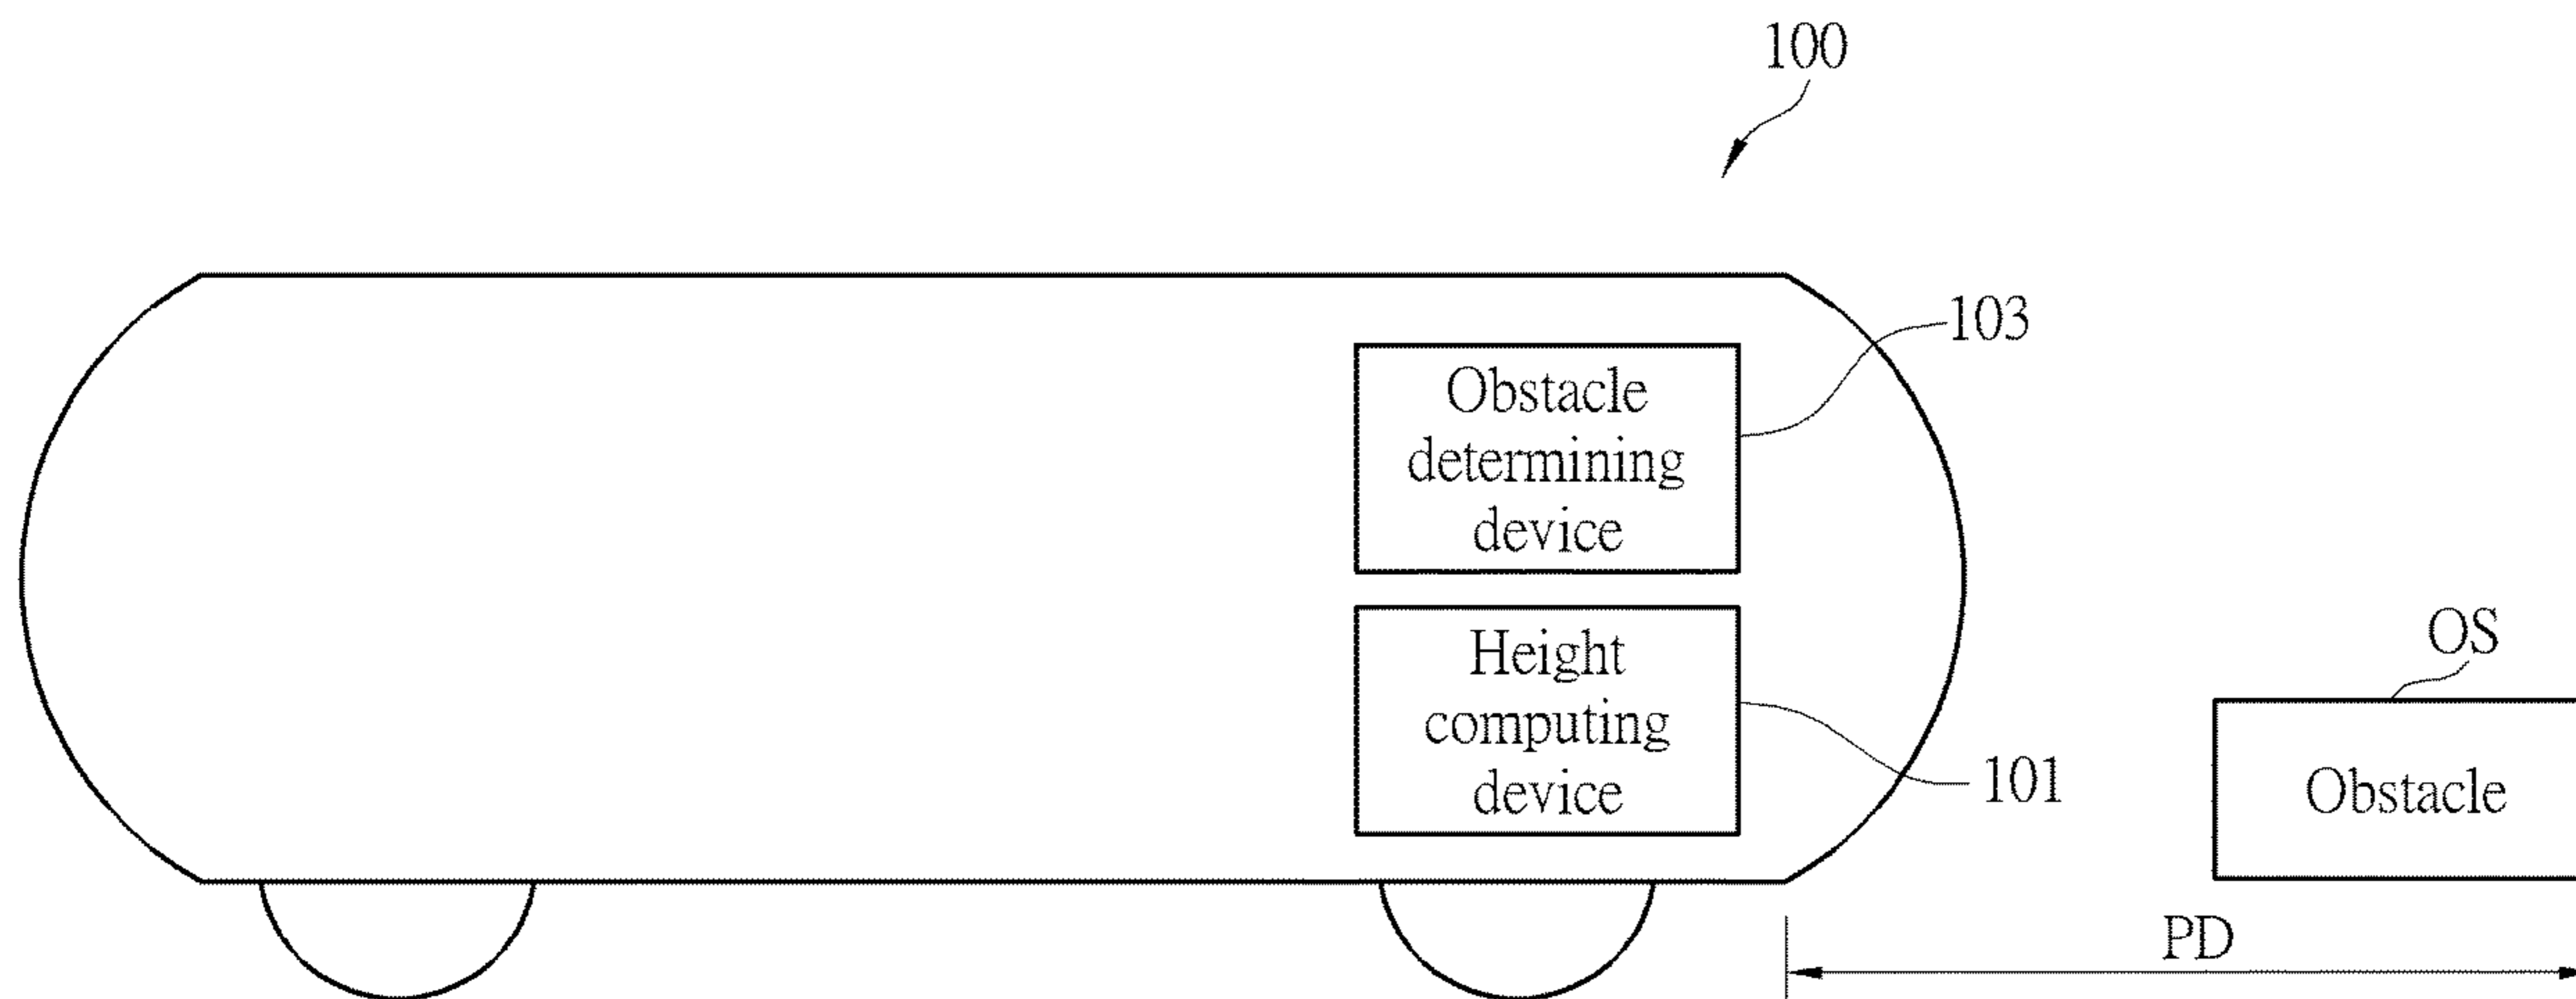 100
103
Obstacle
determining
device
Height
computing
device
101
OS
Obstacle
PD